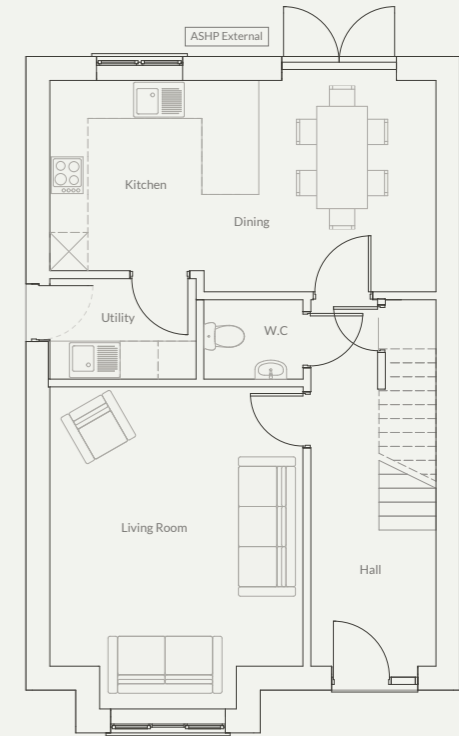 ASHP External
Kitchen
Dining
Utility
W.C
Living Room
Hall